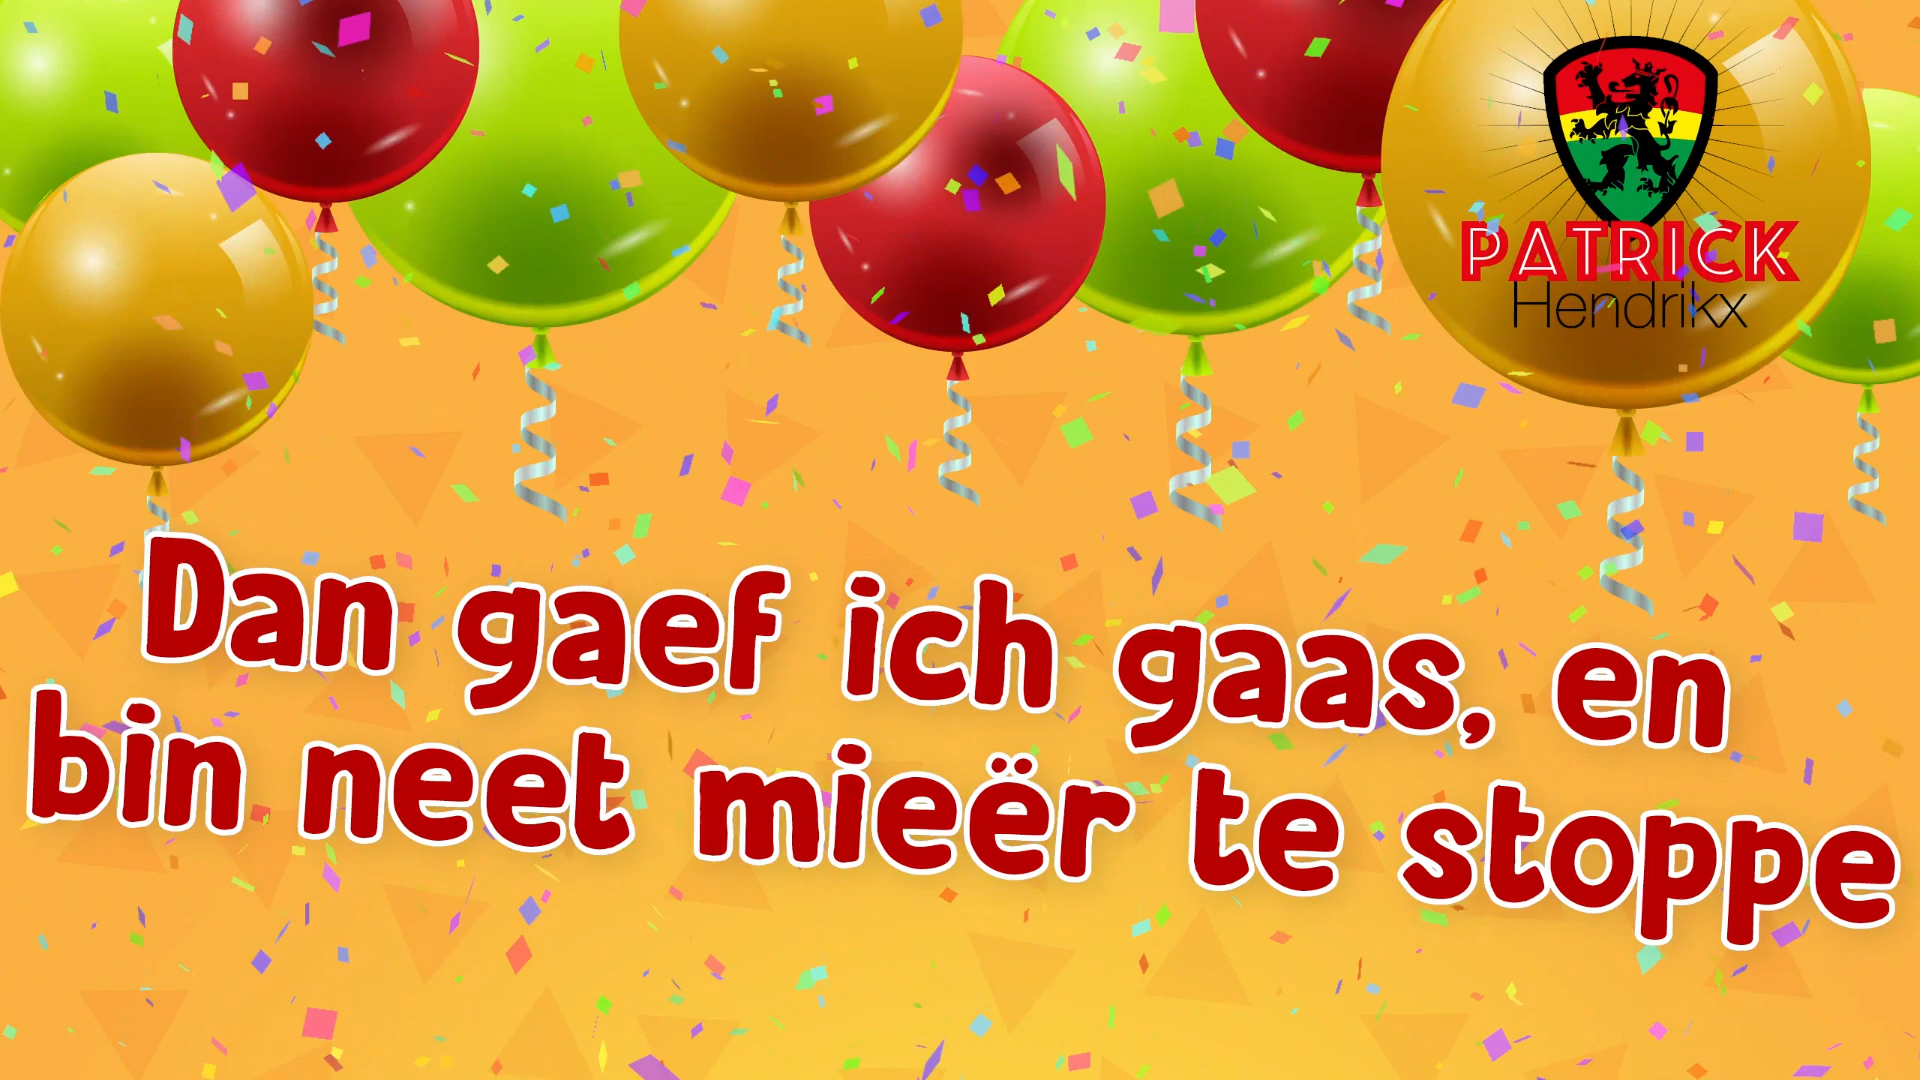 PATRICK
Hendrikx
Dan gaef ich gaas, en
bin neet mieër te stoppe